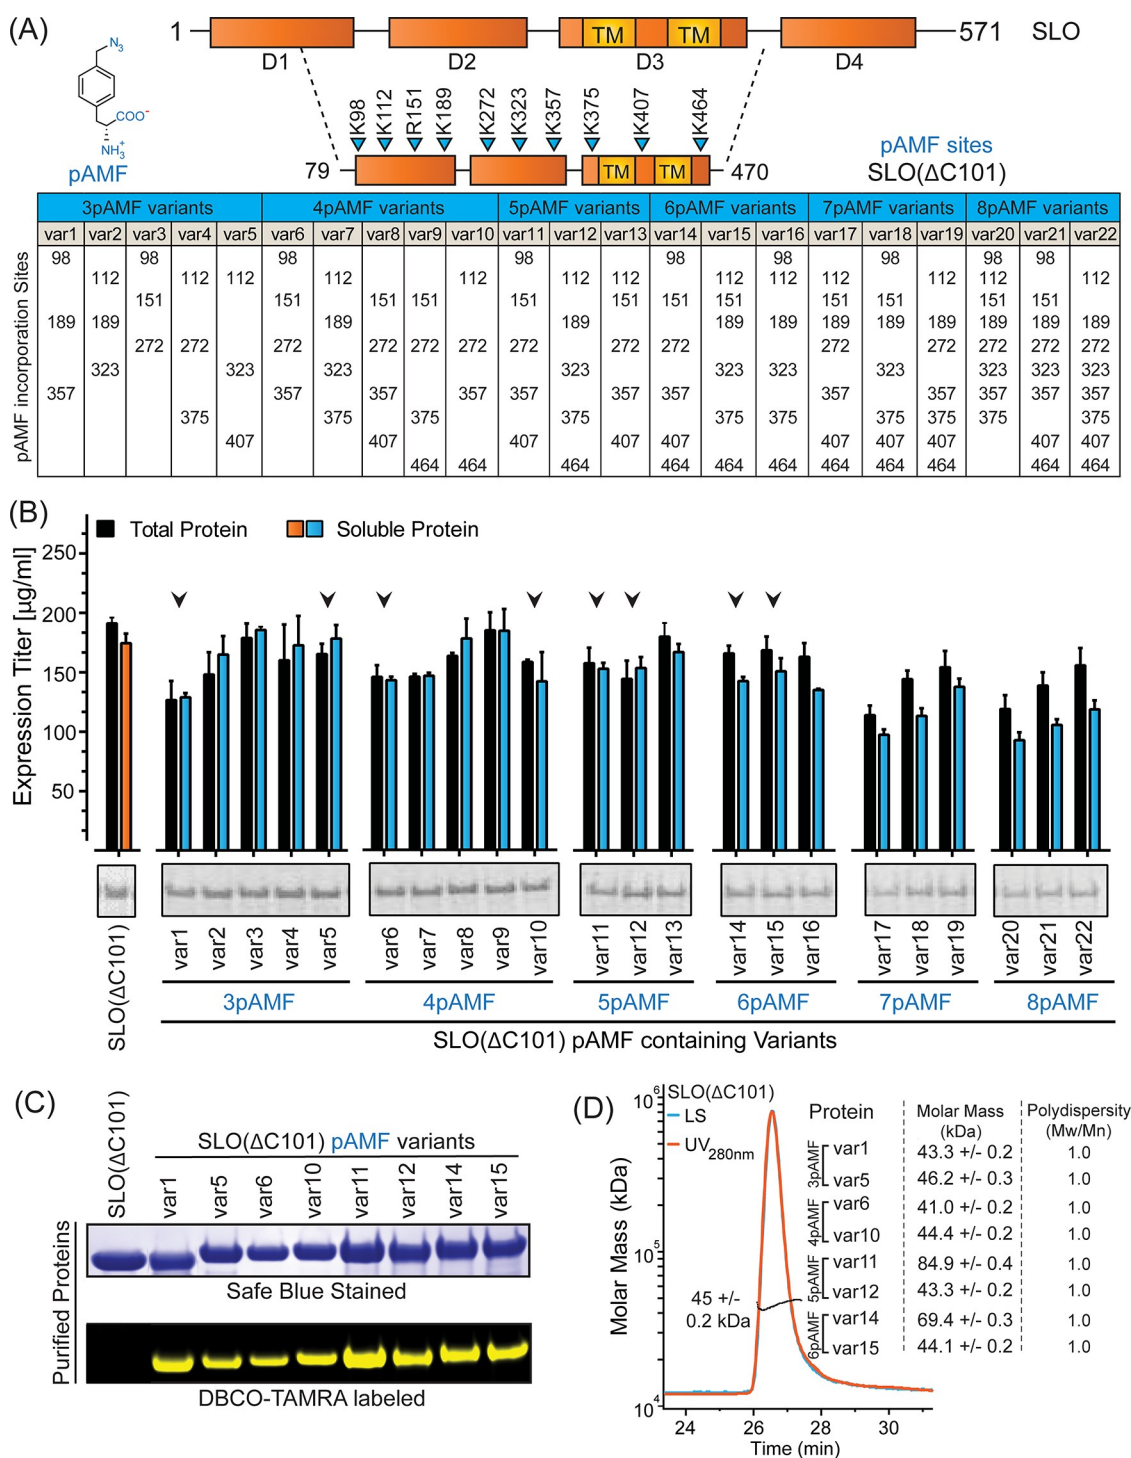 (A)
1
571
SLO
D1
D2
TM
TM
D3
D4
N3
COO-
NH3+
pAMF
K98
K112
R151
K189
K272
K323
K357
K375
K407
K464
79
TM
TM
470
pAMF sites
SLO(ΔC101)
3pAMF variants 4pAMF variants 5pAMF variants 6pAMF variants 7pAMF variants 8pAMF variants
var1 var2 var3 var4 var5 var6 var7 var8 var9 var10 var11 var12 var13 var14 var15 var16 var17 var18 var19 var20 var21 var22
pAMF incorporation Sites
98 98 98 98 98 98 98 98
112 112 112 112 112 112 112 112 112 112 112
151 151 151 151 151 151 151 151 151 151 151 151
189 189 189 189 189 189 189 189 189 189 189 189
272 272 272 272 272 272 272 272 272 272 272 272 272
323 323 323 323 323 323 323 323 323 323
357 357 357 357 357 357 357 357 357
375 375 375 375 375 375 375 375 375
407 407 407 407 407 407 407 407 407 407
464 464 464 464 464 464 464 464 464 464 464
(B)
Total Protein
Soluble Protein
Expression Titer [µg/ml]
250
200
150
100
50
SLO(ΔC101)
var1
var2
var3
var4
var5
var6
var7
var8
var9
var10
var11
var12
var13
var14
var15
var16
var17
var18
var19
var20
var21
var22
3pAMF 4pAMF 5pAMF 6pAMF 7pAMF 8pAMF
SLO(ΔC101) pAMF containing Variants
(C)
SLO(ΔC101)
SLO(ΔC101) pAMF variants
var1
var5
var6
var10
var11
var12
var14
var15
Purified Proteins
Safe Blue Stained
DBCO-TAMRA labeled
(D)
SLO(ΔC101)
LS
UV280nm
Molar Mass (kDa)
10^6
10^5
10^4
45 +/-
0.2 kDa
24 26 28 30
Time (min)
Protein Molar Mass Polydispersity
(kDa) (Mw/Mn)
3pAMF
var1 43.3 +/- 0.2 1.0
var5 46.2 +/- 0.3 1.0
4pAMF
var6 41.0 +/- 0.2 1.0
var10 44.4 +/- 0.2 1.0
5pAMF
var11 84.9 +/- 0.4 1.0
var12 43.3 +/- 0.2 1.0
6pAMF
var14 69.4 +/- 0.3 1.0
var15 44.1 +/- 0.2 1.0